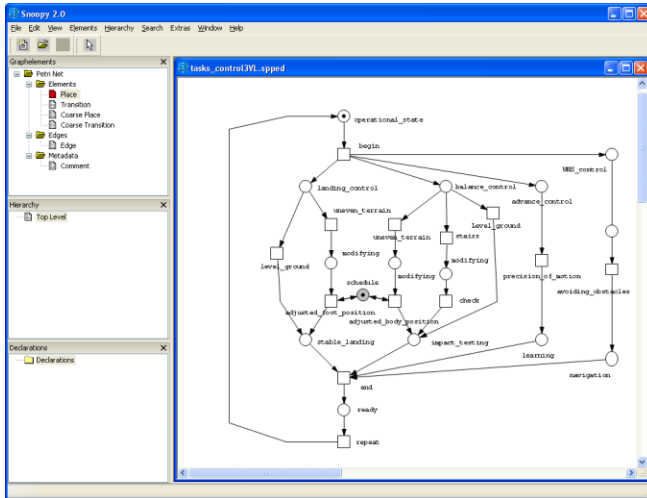 Snoopy 2.0
File Edit View Elements Hierarchy Search Extras Window Help
Graphelements
Petri Net
Elements
Place
Transition
Coarse Place
Coarse Transition
Edges
Edge
Metadata
Comment
Hierarchy
Top Level
Declarations
Declarations
tasks_control3YL.spped
operational_state
begin
WBS_control
landing_control
balance_control
advance_control
uneven_terrain
level_ground
uneven_terrain
stairs
level_ground
modifying
modifying
modifying
precision_of_motion
schedule
avoiding_obstacles
check
adjusted_foot_position
adjusted_body_position
stable_landing
impact_testing
learning
navigation
end
ready
repeat